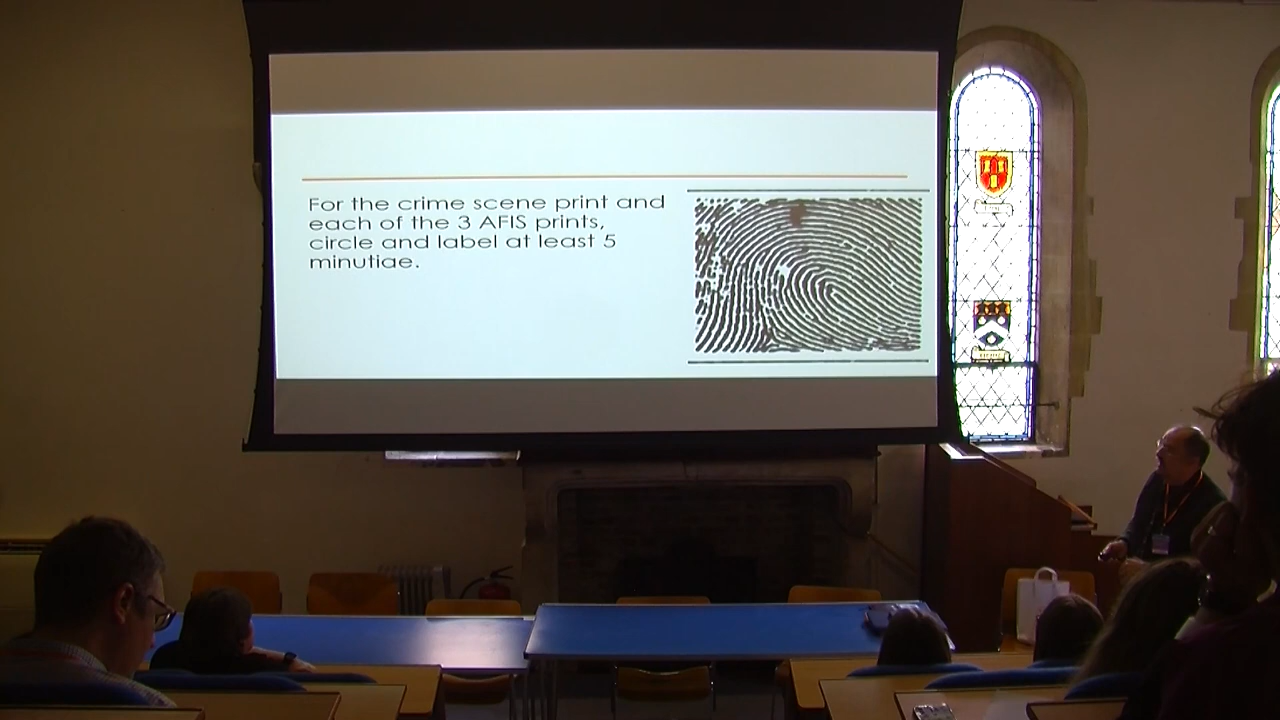 For the crime scene print and
each of the 3 AFIS prints,
circle and label at least 5
minutiae.